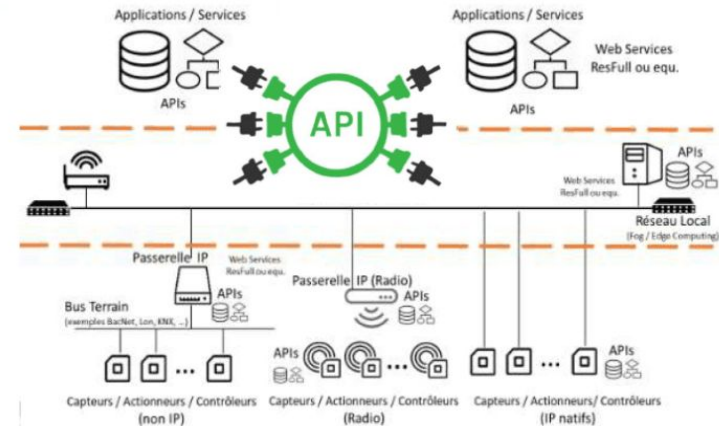 Applications / Services
Applications / Services
Web Services
ResFull ou equ.
APIs
API
APIs
Web Services
ResFull ou equ.
APIs
Réseau Local
(Fog / Edge Computing)
Passerelle IP
Web Services
ResFull ou equ.
APIs
Passerelle IP (Radio)
APIs
Bus Terrain
(exemples BacNet, Lon, KNX, ...)
...
APIs
...
...
APIs
Capteurs / Actionneurs / Contrôleurs
(non IP)
Capteurs / Actionneurs / Contrôleurs
(Radio)
Capteurs / Actionneurs/ Contrôleurs
(IP natifs)